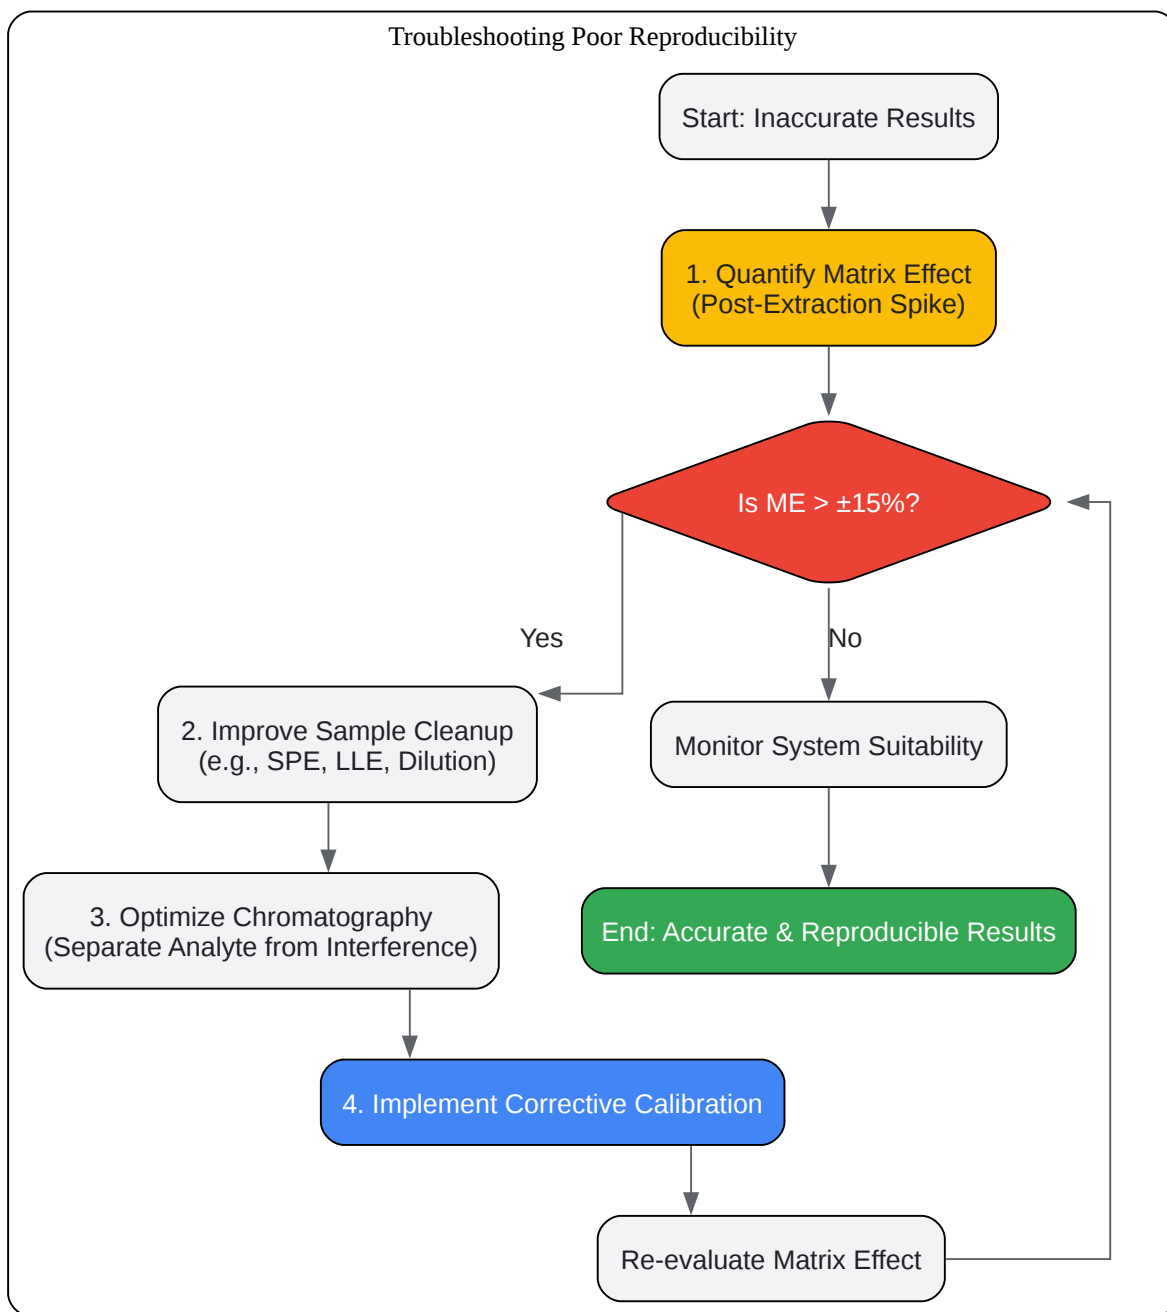 Troubleshooting Poor Reproducibility
Start: Inaccurate Results
1. Quantify Matrix Effect
(Post-Extraction Spike)
Is ME > ±15%?
Yes
No
2. Improve Sample Cleanup
(e.g., SPE, LLE, Dilution)
Monitor System Suitability
3. Optimize Chromatography
(Separate Analyte from Interference)
End: Accurate & Reproducible Results
4. Implement Corrective Calibration
Re-evaluate Matrix Effect